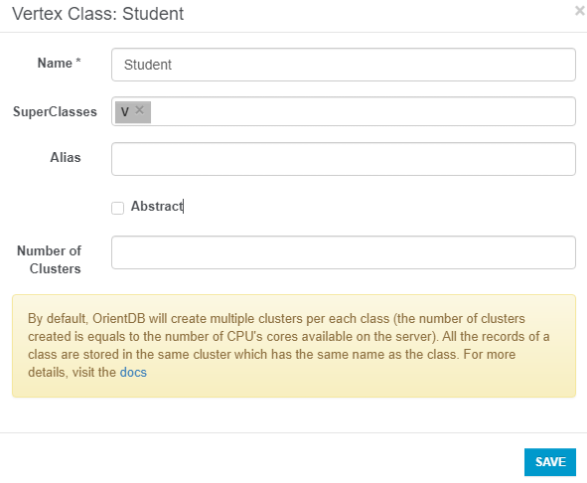 Vertex Class: Student ×
Name * Student
SuperClasses V ×
Alias
Abstract
Number of
Clusters
By default, OrientDB will create multiple clusters per each class (the number of clusters
created is equals to the number of CPU's cores available on the server). All the records of a
class are stored in the same cluster which has the same name as the class. For more
details, visit the docs
SAVE